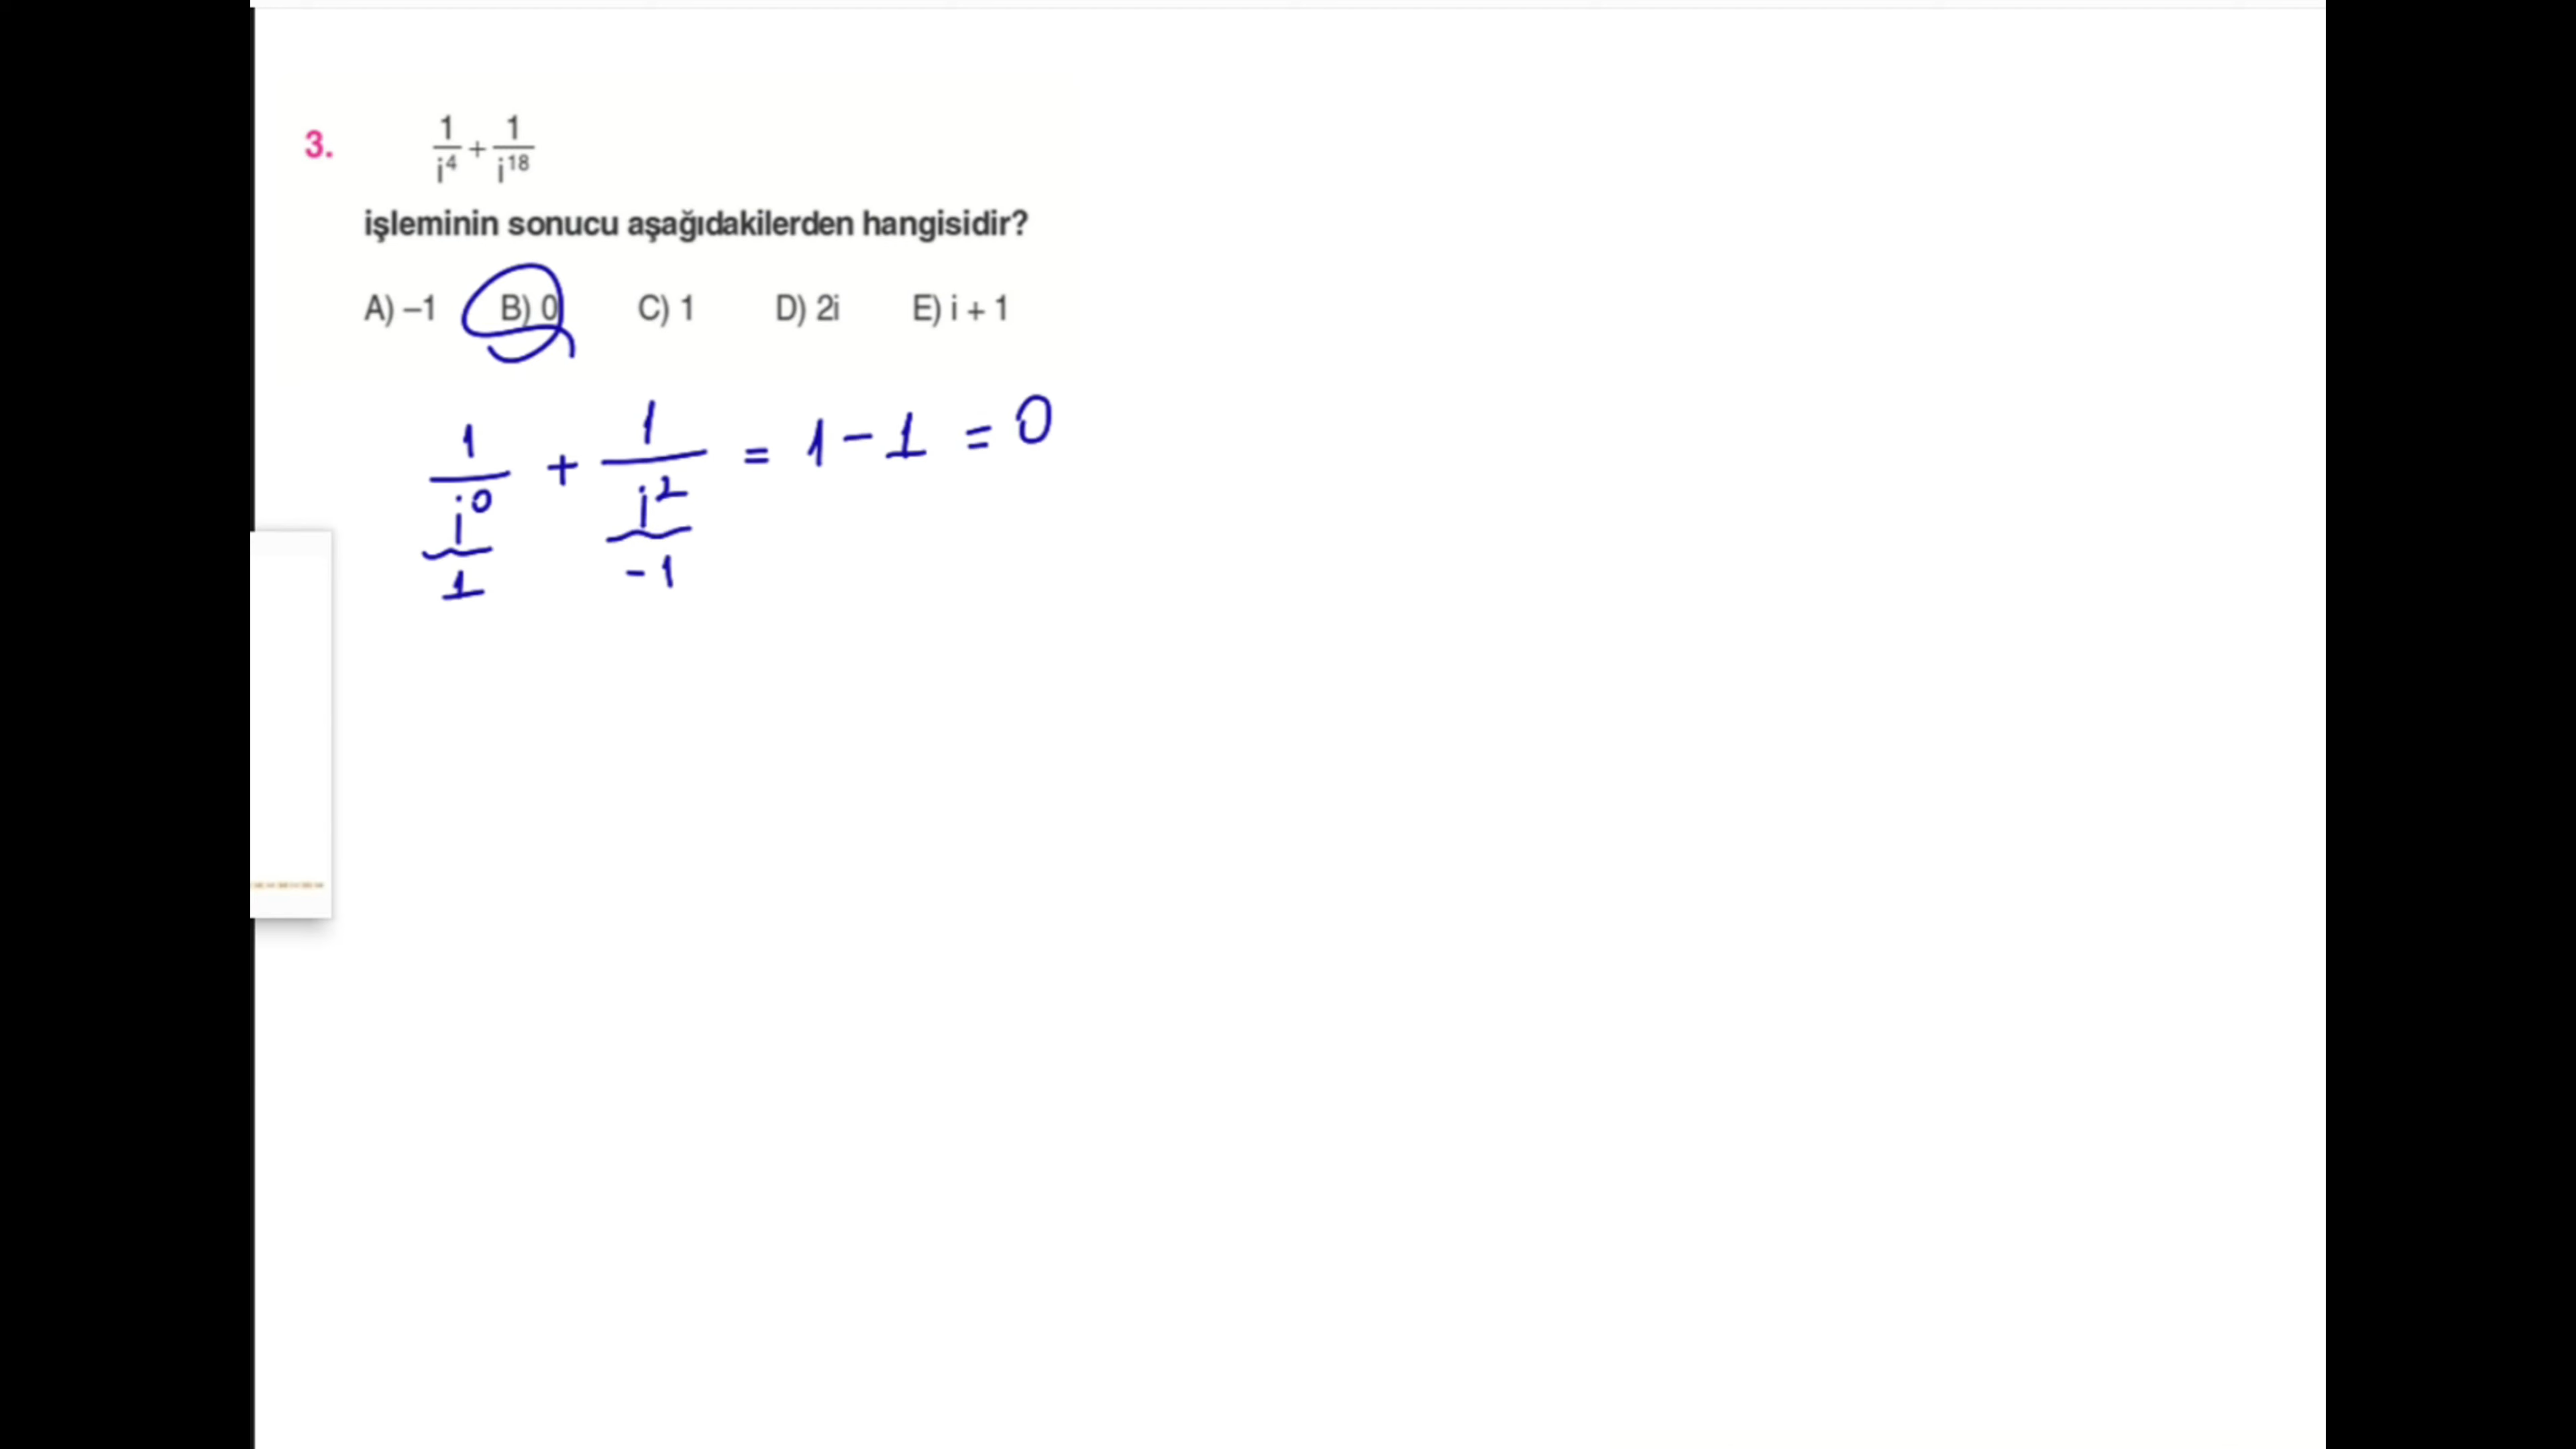 3. 1/i⁴ + 1/i¹⁸
işleminin sonucu aşağıdakilerden hangisidir?
A) –1 B) 0 C) 1 D) 2i E) i + 1
1/i⁰ + 1/i² = 1 - 1 = 0
1 -1